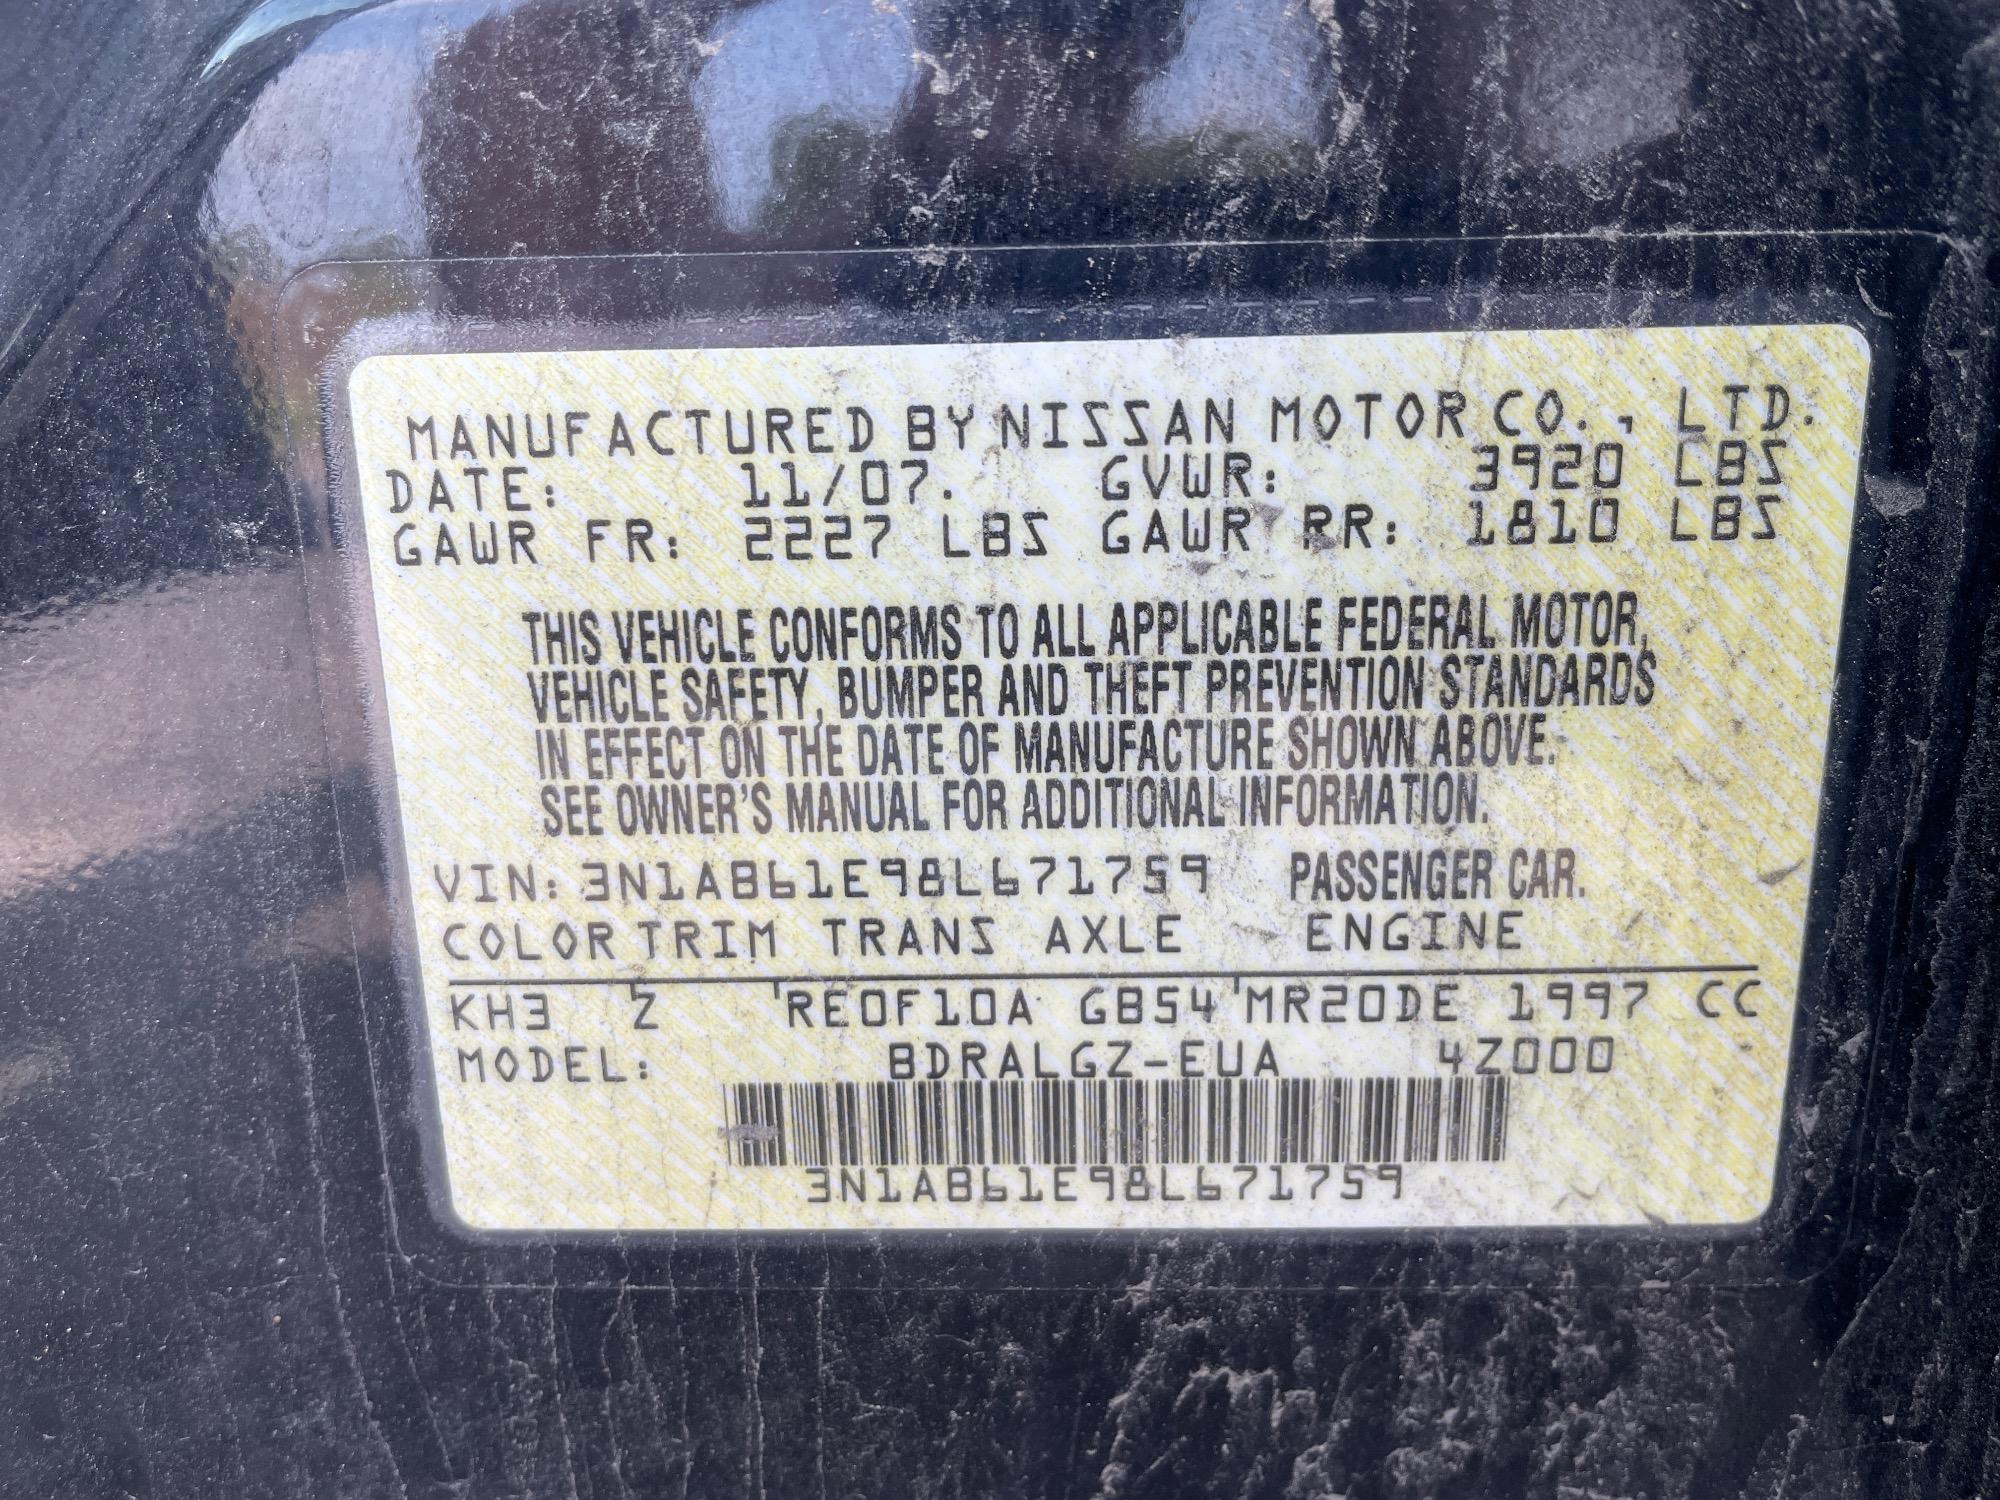 MANUFACTURED BY NISSAN MOTOR CO., LTD.
DATE: 11/07. GVWR: 3920 LBS
GAWR FR: 2227 LBS GAWR RR: 1810 LBS
THIS VEHICLE CONFORMS TO ALL APPLICABLE FEDERAL MOTOR,
VEHICLE SAFETY, BUMPER AND THEFT PREVENTION STANDARDS
IN EFFECT ON THE DATE OF MANUFACTURE SHOWN ABOVE.
SEE OWNER'S MANUAL FOR ADDITIONAL INFORMATION.
VIN: 3N1AB61E98L671759 PASSENGER CAR.
COLOR TRIM TRANS AXLE ENGINE
KH3 Z RE0F10A GB54 MR20DE 1997 CC
MODEL: BDRALGZ-EUA 4Z000
3N1AB61E98L671759